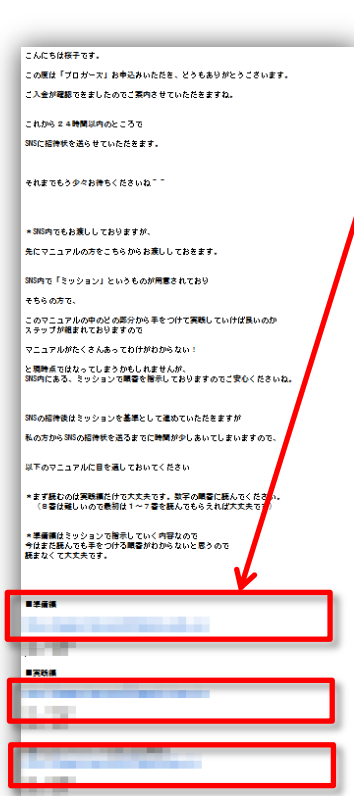 こんにちは桜子です。
この度は「ブロガーズ」お申込みいただき、どうもありがとうございます。
ご入金が確認できましたのでご案内させていただきますね。
これから２４時間以内のところで
SNSに招待状を送らせていただきます。
それまでもう少々お待ちくださいね^^
＊SNS内でもお渡ししておりますが、
先にマニュアルの方をこちらからお渡ししておきます。
SNS内で「ミッション」というものが用意されており
そちらの方で、
このマニュアルの中のどの部分から手をつけて実践していけば良いのか
ステップが組まれておりますので
マニュアルがたくさんあってわけがわからない！
と現時点ではなってしまうかもしれませんが、
SNS内にある、ミッションで順番を指示しておりますのでご安心くださいね。
SNSの招待後はミッションを基準として進めていただきますが
私の方からSNSの招待状を送るまでに時間が少しあいてしまいますので、
以下のマニュアルに目を通しておいてください
＊まず読むのは実践編だけで大丈夫です。数字の順番に読んでください。
（８番は難しいので最初は１～７番を読んでもらえれば大丈夫です）
＊準備編はミッションで指示していく内容なので
今はまだ読んでも手をつける順番がわからないと思うので
読まなくて大丈夫です。
■準備編
■実践編